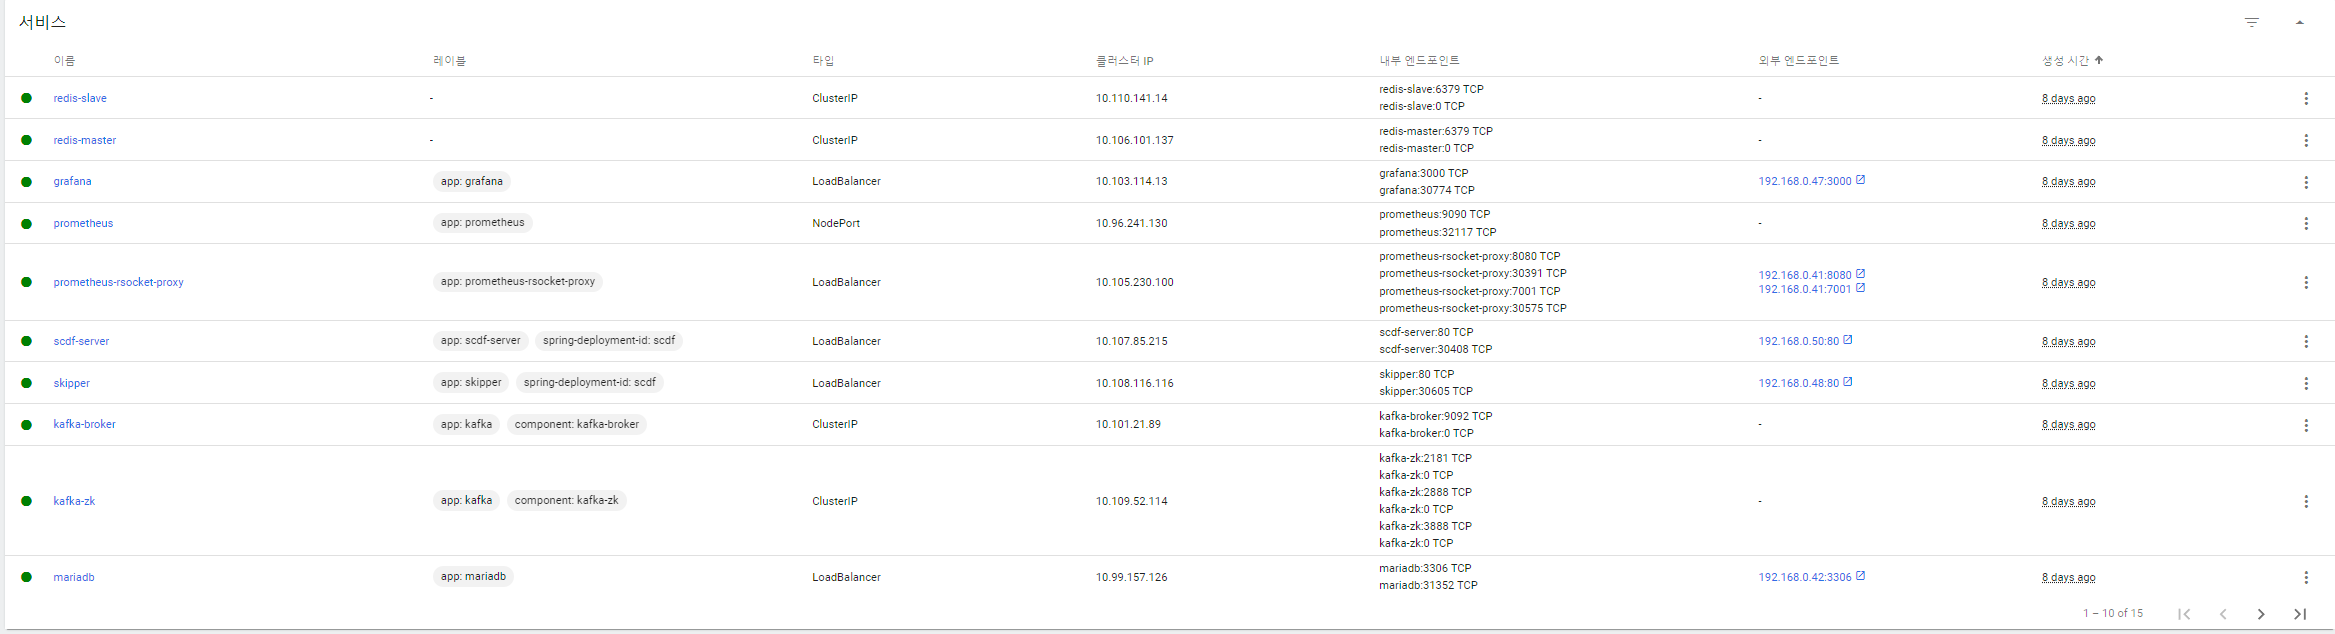 서비스
이름 레이블 타입 클러스터 IP 내부 엔드포인트 외부 엔드포인트 생성 시간
redis-slave - ClusterIP 10.110.141.14 redis-slave:6379 TCP - 8 days ago
redis-slave:0 TCP
redis-master - ClusterIP 10.106.101.137 redis-master:6379 TCP - 8 days ago
redis-master:0 TCP
grafana app: grafana LoadBalancer 10.103.114.13 grafana:3000 TCP 192.168.0.47:3000 8 days ago
grafana:30774 TCP
prometheus app: prometheus NodePort 10.96.241.130 prometheus:9090 TCP - 8 days ago
prometheus:32117 TCP
prometheus-rsocket-proxy app: prometheus-rsocket-proxy LoadBalancer 10.105.230.100 prometheus-rsocket-proxy:8080 TCP 192.168.0.41:8080 8 days ago
prometheus-rsocket-proxy:30391 TCP 192.168.0.41:7001
prometheus-rsocket-proxy:7001 TCP
prometheus-rsocket-proxy:30575 TCP
scdf-server app: scdf-server spring-deployment-id: scdf LoadBalancer 10.107.85.215 scdf-server:80 TCP 192.168.0.50:80 8 days ago
scdf-server:30408 TCP
skipper app: skipper spring-deployment-id: scdf LoadBalancer 10.108.116.116 skipper:80 TCP 192.168.0.48:80 8 days ago
skipper:30605 TCP
kafka-broker app: kafka component: kafka-broker ClusterIP 10.101.21.89 kafka-broker:9092 TCP - 8 days ago
kafka-broker:0 TCP
kafka-zk app: kafka component: kafka-zk ClusterIP 10.109.52.114 kafka-zk:2181 TCP - 8 days ago
kafka-zk:0 TCP
kafka-zk:2888 TCP
kafka-zk:0 TCP
kafka-zk:3888 TCP
kafka-zk:0 TCP
mariadb app: mariadb LoadBalancer 10.99.157.126 mariadb:3306 TCP 192.168.0.42:3306 8 days ago
mariadb:31352 TCP
1 – 10 of 15